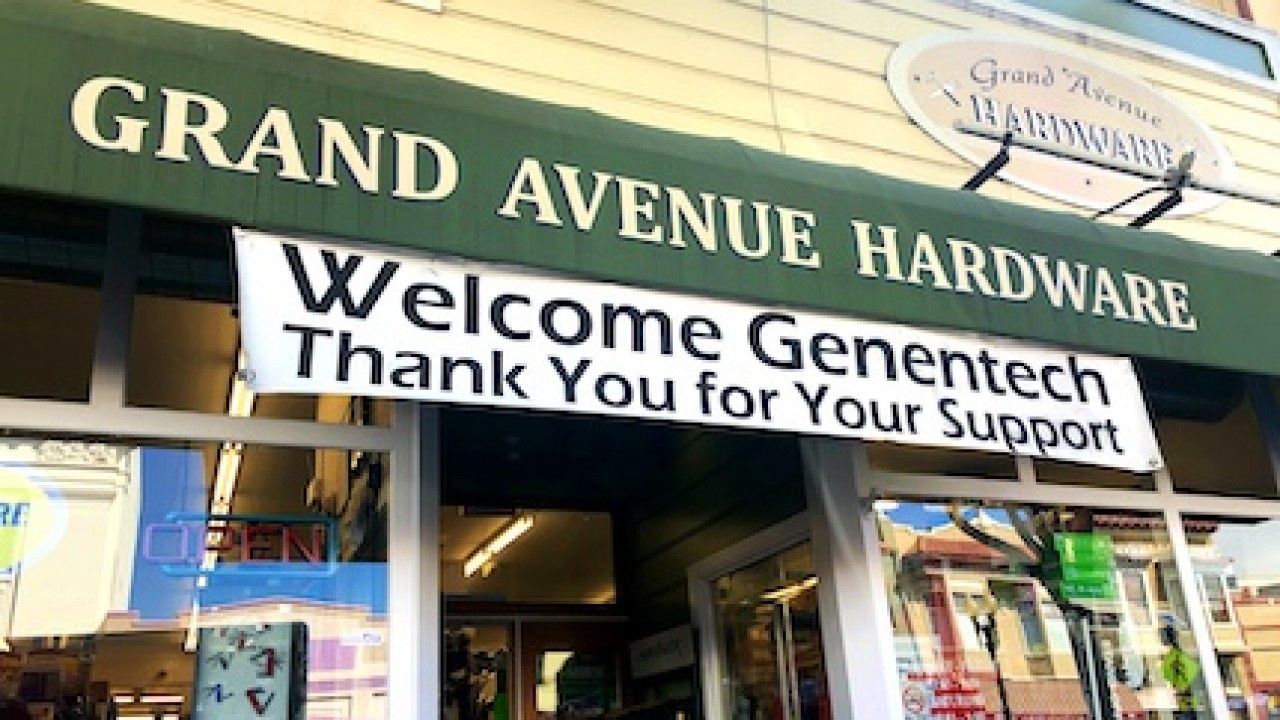 Grand Avenue
HARDWARE
GRAND AVENUE HARDWARE
Welcome Genentech
Thank You for Your Support
OPEN